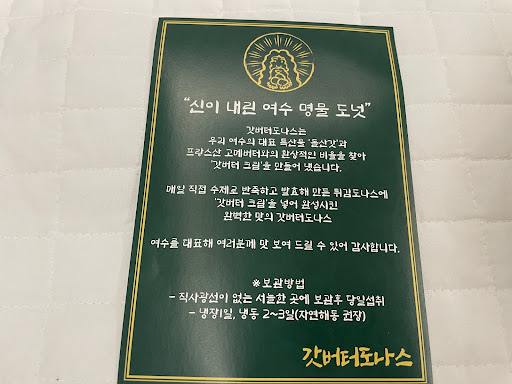 “신이 내린 여수 명물 도넛”
갓버터도나스는
우리 여수의 대표 특산물 '돌산갓'과
프랑스산 고메버터와의 환상적인 비율을 찾아
'갓버터 크림'을 만들어 냈습니다.
매일 직접 수제로 반죽하고 발효해 만든 튀김도나스에
'갓버터 크림'을 넣어 완성시킨
완벽한 맛의 갓버터도나스
여수를 대표해 여러분께 맛 보여 드릴 수 있어 감사합니다.
※보관방법
- 직사광선이 없는 서늘한 곳에 보관후 당일섭취
- 냉장1일, 냉동 2~3일(자연해동 권장)
갓버터도나스